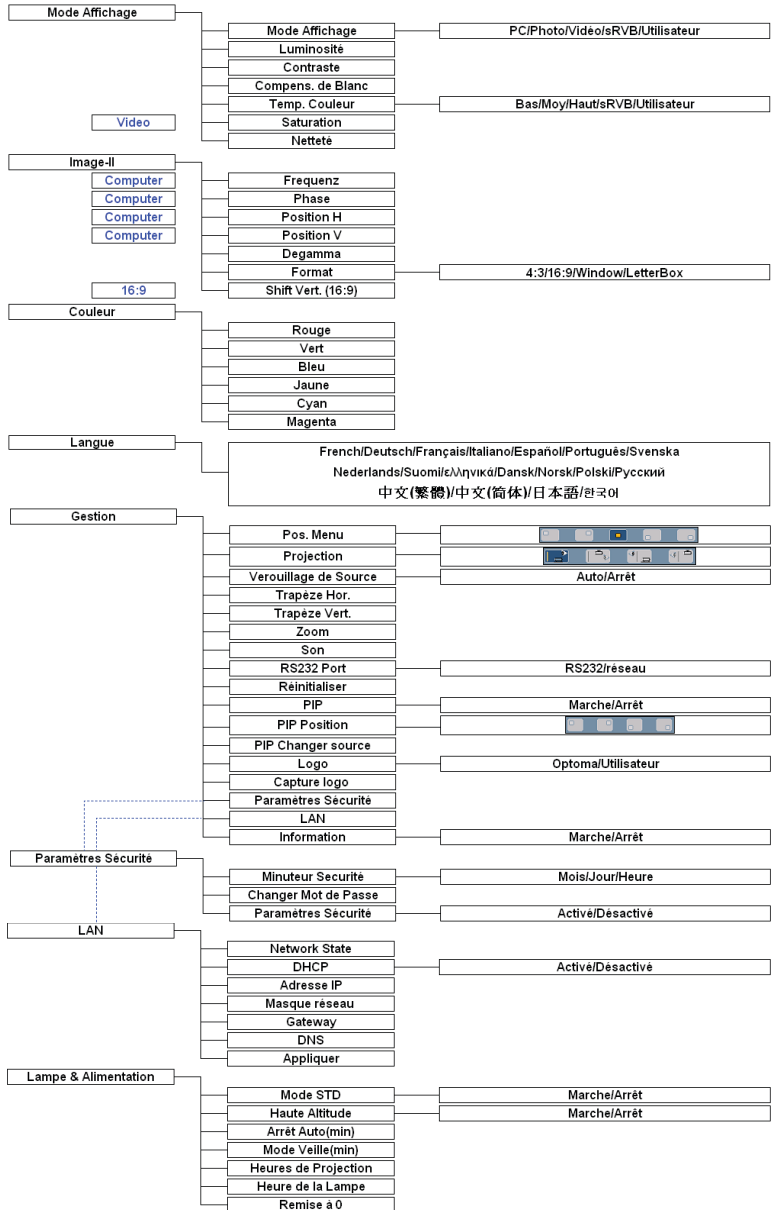 Mode Affichage
Mode Affichage PC/Photo/Vidéo/sRVB/Utilisateur
Luminosité
Contraste
Compens. de Blanc
Temp. Couleur Bas/Moy/Haut/sRVB/Utilisateur
Video Saturation
Netteté
Image-II
Computer Frequenz
Computer Phase
Computer Position H
Computer Position V
Degamma
Format 4:3/16:9/Window/LetterBox
16:9 Shift Vert. (16:9)
Couleur
Rouge
Vert
Bleu
Jaune
Cyan
Magenta
Langue
French/Deutsch/Français/Italiano/Español/Português/Svenska
Nederlands/Suomi/ελληνικά/Dansk/Norsk/Polski/Русский
中文(繁體)/中文(简体)/日本語/한국어
Gestion
Pos. Menu
Projection
Verouillage de Source Auto/Arrêt
Trapèze Hor.
Trapèze Vert.
Zoom
Son
RS232 Port RS232/réseau
Réinitialiser
PIP Marche/Arrêt
PIP Position
PIP Changer source
Logo Optoma/Utilisateur
Capture logo
Paramètres Sécurité
LAN
Information Marche/Arrêt
Paramètres Sécurité
Minuteur Securité Mois/Jour/Heure
Changer Mot de Passe
Paramètres Sécurité Activé/Désactivé
LAN
Network State
DHCP Activé/Désactivé
Adresse IP
Masque réseau
Gateway
DNS
Appliquer
Lampe & Alimentation
Mode STD Marche/Arrêt
Haute Altitude Marche/Arrêt
Arrêt Auto(min)
Mode Veille(min)
Heures de Projection
Heure de la Lampe
Remise à 0